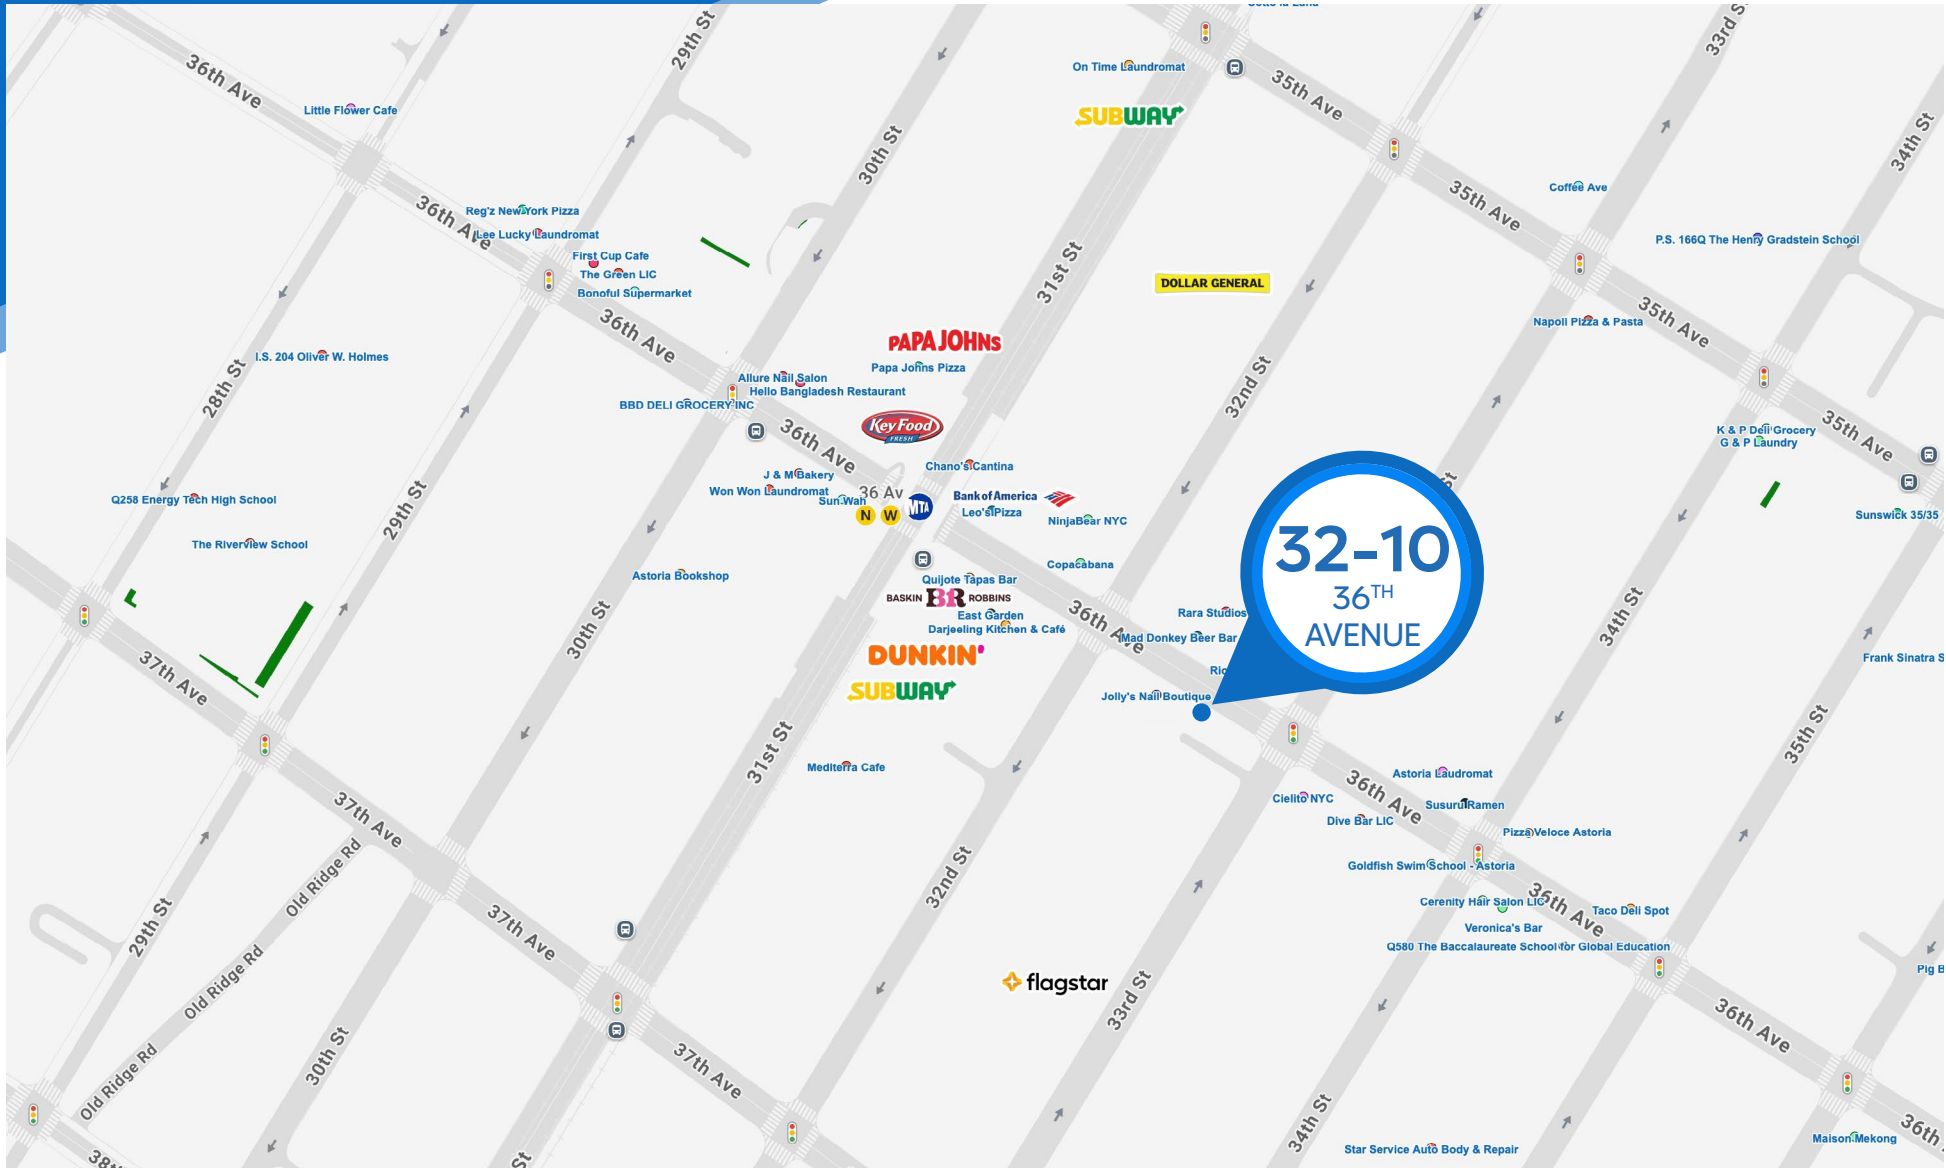 33rd S
29th St
36th Ave
On Time Laundromat
35th Ave
Little Flower Cafe
SUBWAY
34th St
30th St
Coffee Ave
35th Ave
36th Ave
Reg'z New York Pizza
Lee Lucky Laundromat
P.S. 166Q The Henry Gradstein School
First Cup Cafe
The Green LIC
31st St
DOLLAR GENERAL
Bonoful Supermarket
36th Ave
35th Ave
Napoli Pizza & Pasta
PAPA JOHNS
I.S. 204 Oliver W. Holmes
Papa Johns Pizza
28th St
Allure Nail Salon
Hello Bangladesh Restaurant
32nd St
BBD DELI GROCERY INC
Key Food
FRESH
36th Ave
K & P Deli Grocery
G & P Laundry
35th Ave
Chano's Cantina
J & M Bakery
Won Won Laundromat
Sun Wah
36 Av
N W
MTA
Bank of America
Leo's Pizza
NinjaBear NYC
St
Q258 Energy Tech High School
29th St
Sunswick 35/35
32-10
36TH
AVENUE
The Riverview School
Astoria Bookshop
Copacabana
Quijote Tapas Bar
BASKIN BR ROBBINS
East Garden
Darjeeling Kitchen & Café
36th Ave
Rara Studios
Mad Donkey Beer Bar
34th St
30th St
DUNKIN'
Frank Sinatra S
Ric
37th Ave
SUBWAY
Jolly's Nail Boutique
31st St
Mediterra Cafe
35th St
Astoria Laudromat
36th Ave
Cielito NYC
Susuru Ramen
Dive Bar LIC
Pizza Veloce Astoria
37th Ave
Goldfish Swim School - Astoria
Old Ridge Rd
32nd St
36th Ave
Cerenity Hair Salon LIC
Taco Deli Spot
Veronica's Bar
Q580 The Baccalaureate School for Global Education
29th St
37th Ave
Old Ridge Rd
Pig B
flagstar
33rd St
36th Ave
30th St
37th Ave
Old Ridge Rd
34th St
Star Service Auto Body & Repair
Maison Mekong
36th
38th
St